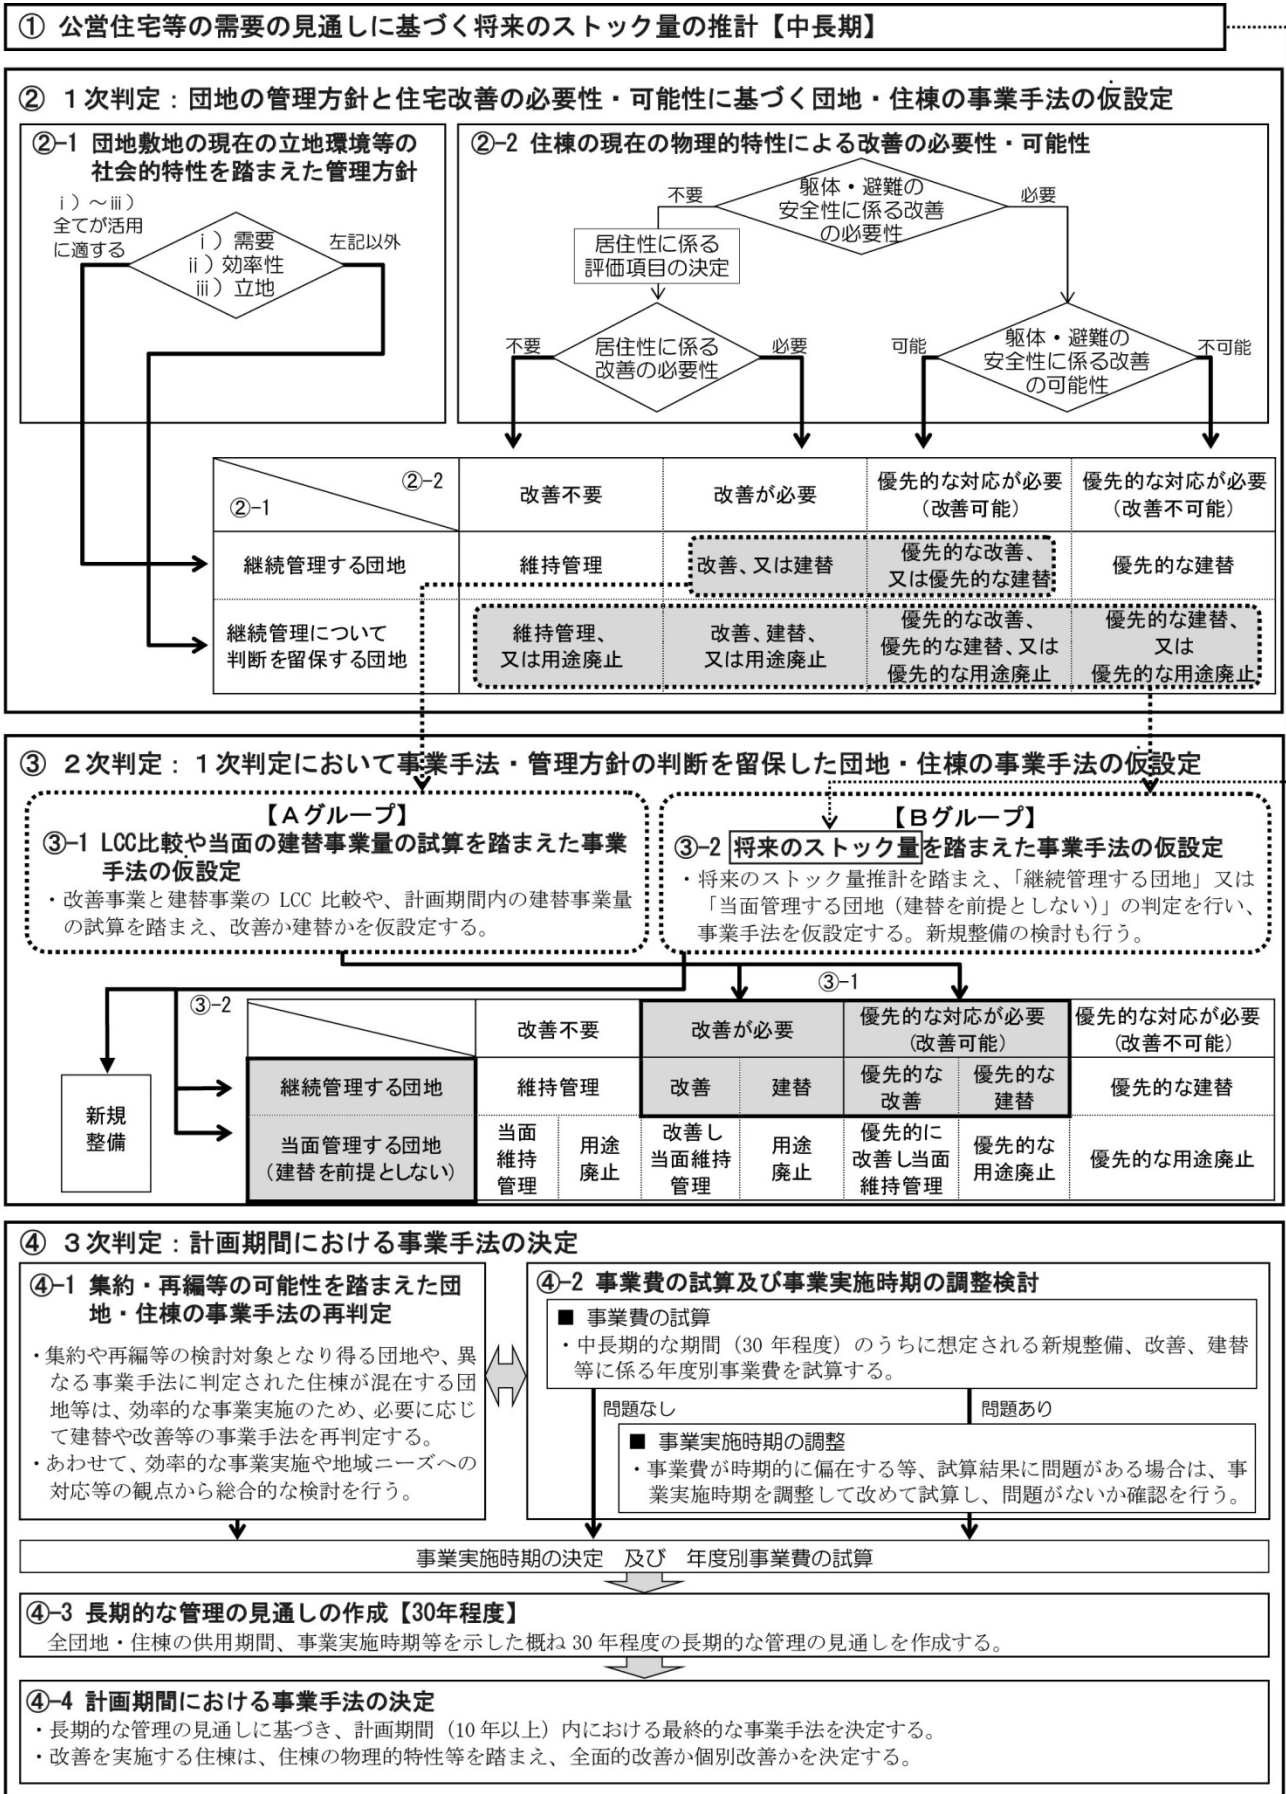 ① 公営住宅等の需要の見通しに基づく将来のストック量の推計【中長期】
② 1次判定：団地の管理方針と住宅改善の必要性・可能性に基づく団地・住棟の事業手法の仮設定
②-1 団地敷地の現在の立地環境等の
社会的特性を踏まえた管理方針
ⅰ）～ⅲ）
全てが活用
に適する
ⅰ）需要
ⅱ）効率性
ⅲ）立地
左記以外
②-2 住棟の現在の物理的特性による改善の必要性・可能性
不要
躯体・避難の
安全性に係る改善
の必要性
必要
居住性に係る
評価項目の決定
不要
居住性に係る
改善の必要性
必要
可能
躯体・避難の
安全性に係る改善
の可能性
不可能
②-2
②-1
改善不要
改善が必要
優先的な対応が必要
（改善可能）
優先的な対応が必要
（改善不可能）
継続管理する団地
維持管理
改善、又は建替
優先的な改善、
又は優先的な建替
優先的な建替
継続管理について
判断を留保する団地
維持管理、
又は用途廃止
改善、建替、
又は用途廃止
優先的な改善、
優先的な建替、又は
優先的な用途廃止
優先的な建替、
又は
優先的な用途廃止
③ 2次判定：1次判定において事業手法・管理方針の判断を留保した団地・住棟の事業手法の仮設定
【Aグループ】
③-1 LCC比較や当面の建替事業量の試算を踏まえた事業
手法の仮設定
・改善事業と建替事業の LCC 比較や、計画期間内の建替事業量
の試算を踏まえ、改善か建替かを仮設定する。
【Bグループ】
③-2 将来のストック量を踏まえた事業手法の仮設定
・将来のストック量推計を踏まえ、「継続管理する団地」又は
「当面管理する団地（建替を前提としない）」の判定を行い、
事業手法を仮設定する。新規整備の検討も行う。
③-1
③-2
新規
整備
改善不要
改善が必要
優先的な対応が必要
（改善可能）
優先的な対応が必要
（改善不可能）
継続管理する団地
維持管理
改善
建替
優先的な
改善
優先的な
建替
優先的な建替
当面管理する団地
（建替を前提としない）
当面
維持
管理
用途
廃止
改善し
当面維持
管理
用途
廃止
優先的に
改善し当面
維持管理
優先的な
用途廃止
優先的な用途廃止
④ 3次判定：計画期間における事業手法の決定
④-1 集約・再編等の可能性を踏まえた団
地・住棟の事業手法の再判定
・集約や再編等の検討対象となり得る団地や、異
なる事業手法に判定された住棟が混在する団
地等は、効率的な事業実施のため、必要に応じ
て建替や改善等の事業手法を再判定する。
・あわせて、効率的な事業実施や地域ニーズへの
対応等の観点から総合的な検討を行う。
④-2 事業費の試算及び事業実施時期の調整検討
■ 事業費の試算
・中長期的な期間（30 年程度）のうちに想定される新規整備、改善、建替
等に係る年度別事業費を試算する。
問題なし
問題あり
■ 事業実施時期の調整
・事業費が時期的に偏在する等、試算結果に問題がある場合は、事
業実施時期を調整して改めて試算し、問題がないか確認を行う。
事業実施時期の決定 及び 年度別事業費の試算
④-3 長期的な管理の見通しの作成【30年程度】
全団地・住棟の供用期間、事業実施時期等を示した概ね 30 年程度の長期的な管理の見通しを作成する。
④-4 計画期間における事業手法の決定
・長期的な管理の見通しに基づき、計画期間（10 年以上）内における最終的な事業手法を決定する。
・改善を実施する住棟は、住棟の物理的特性等を踏まえ、全面的改善か個別改善かを決定する。